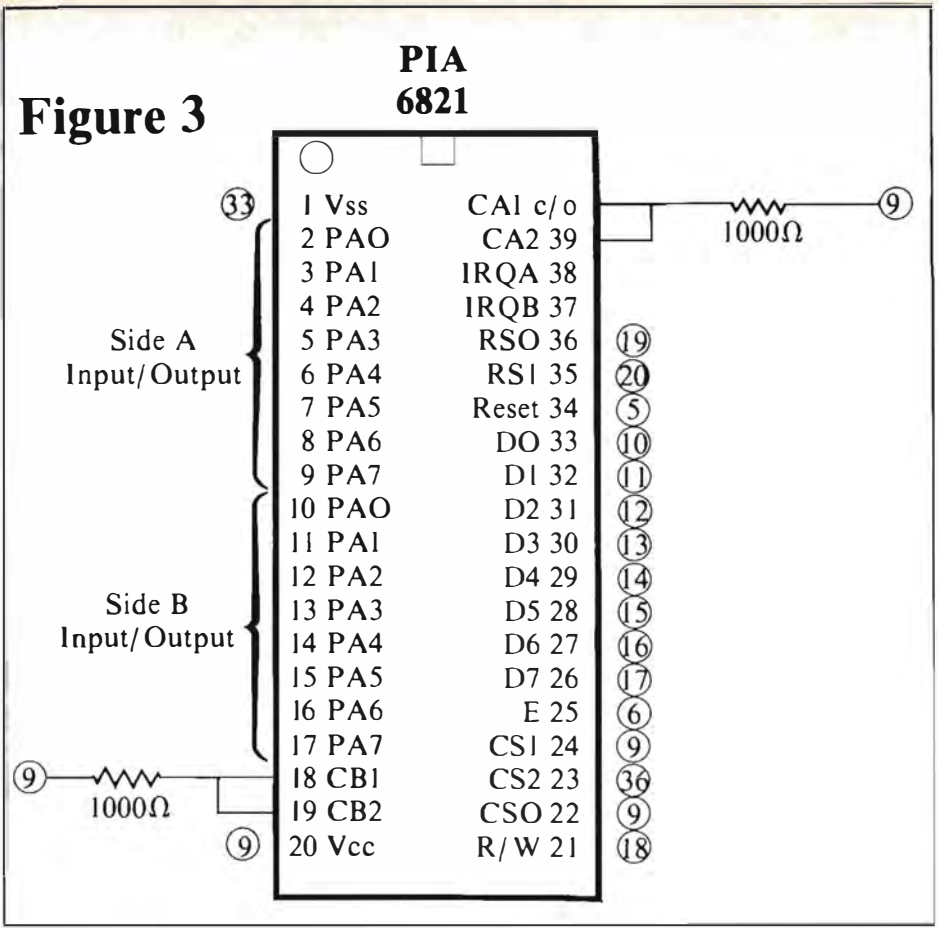 PIA
6821
Figure 3
33 1 Vss CA1 c/o 1000Ω 9
2 PAO CA2 39
3 PA1 IRQA 38
4 PA2 IRQB 37
Side A
Input/Output
5 PA3 RSO 36 19
6 PA4 RS1 35 20
7 PA5 Reset 34 5
8 PA6 DO 33 10
9 PA7 D1 32 11
10 PAO D2 31 12
11 PA1 D3 30 13
12 PA2 D4 29 14
Side B
Input/Output
13 PA3 D5 28 15
14 PA4 D6 27 16
15 PA5 D7 26 17
16 PA6 E 25 6
17 PA7 CS1 24 9
9 1000Ω 18 CB1 CS2 23 36
19 CB2 CSO 22 9
9 20 Vcc R/W 21 18